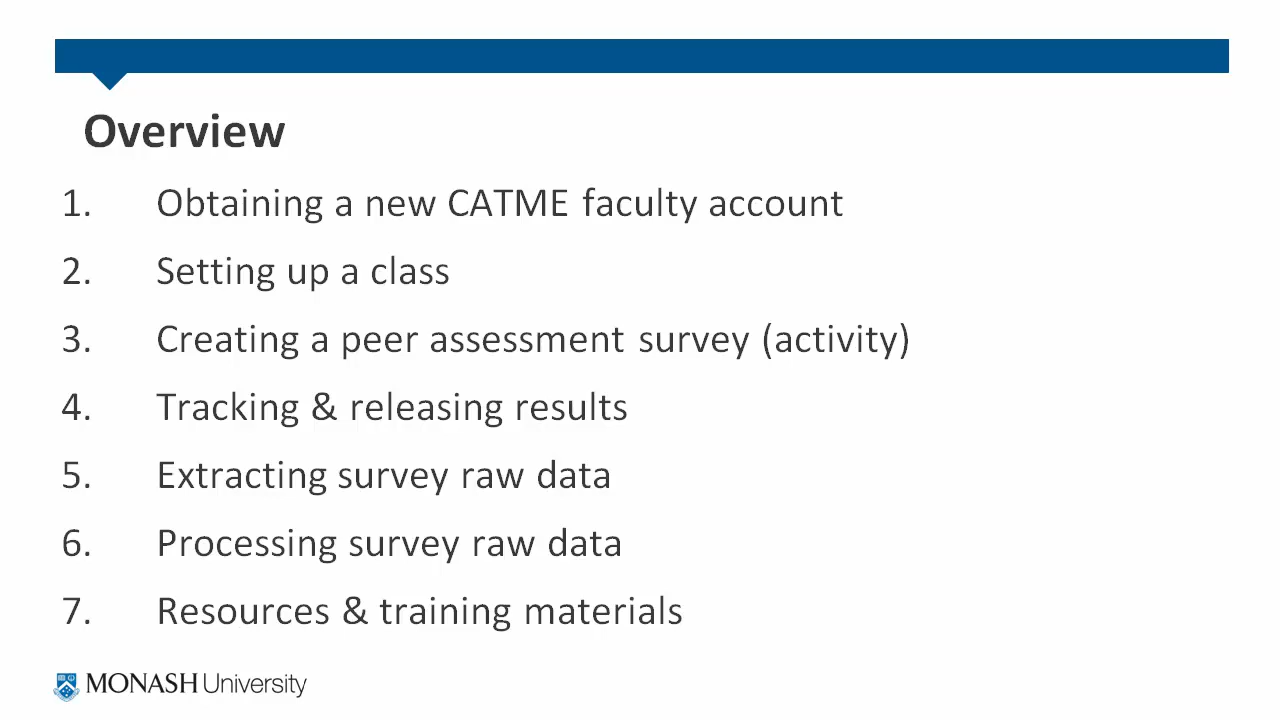 Overview
1. Obtaining a new CATME faculty account
2. Setting up a class
3. Creating a peer assessment survey (activity)
4. Tracking & releasing results
5. Extracting survey raw data
6. Processing survey raw data
7. Resources & training materials
MONASH University